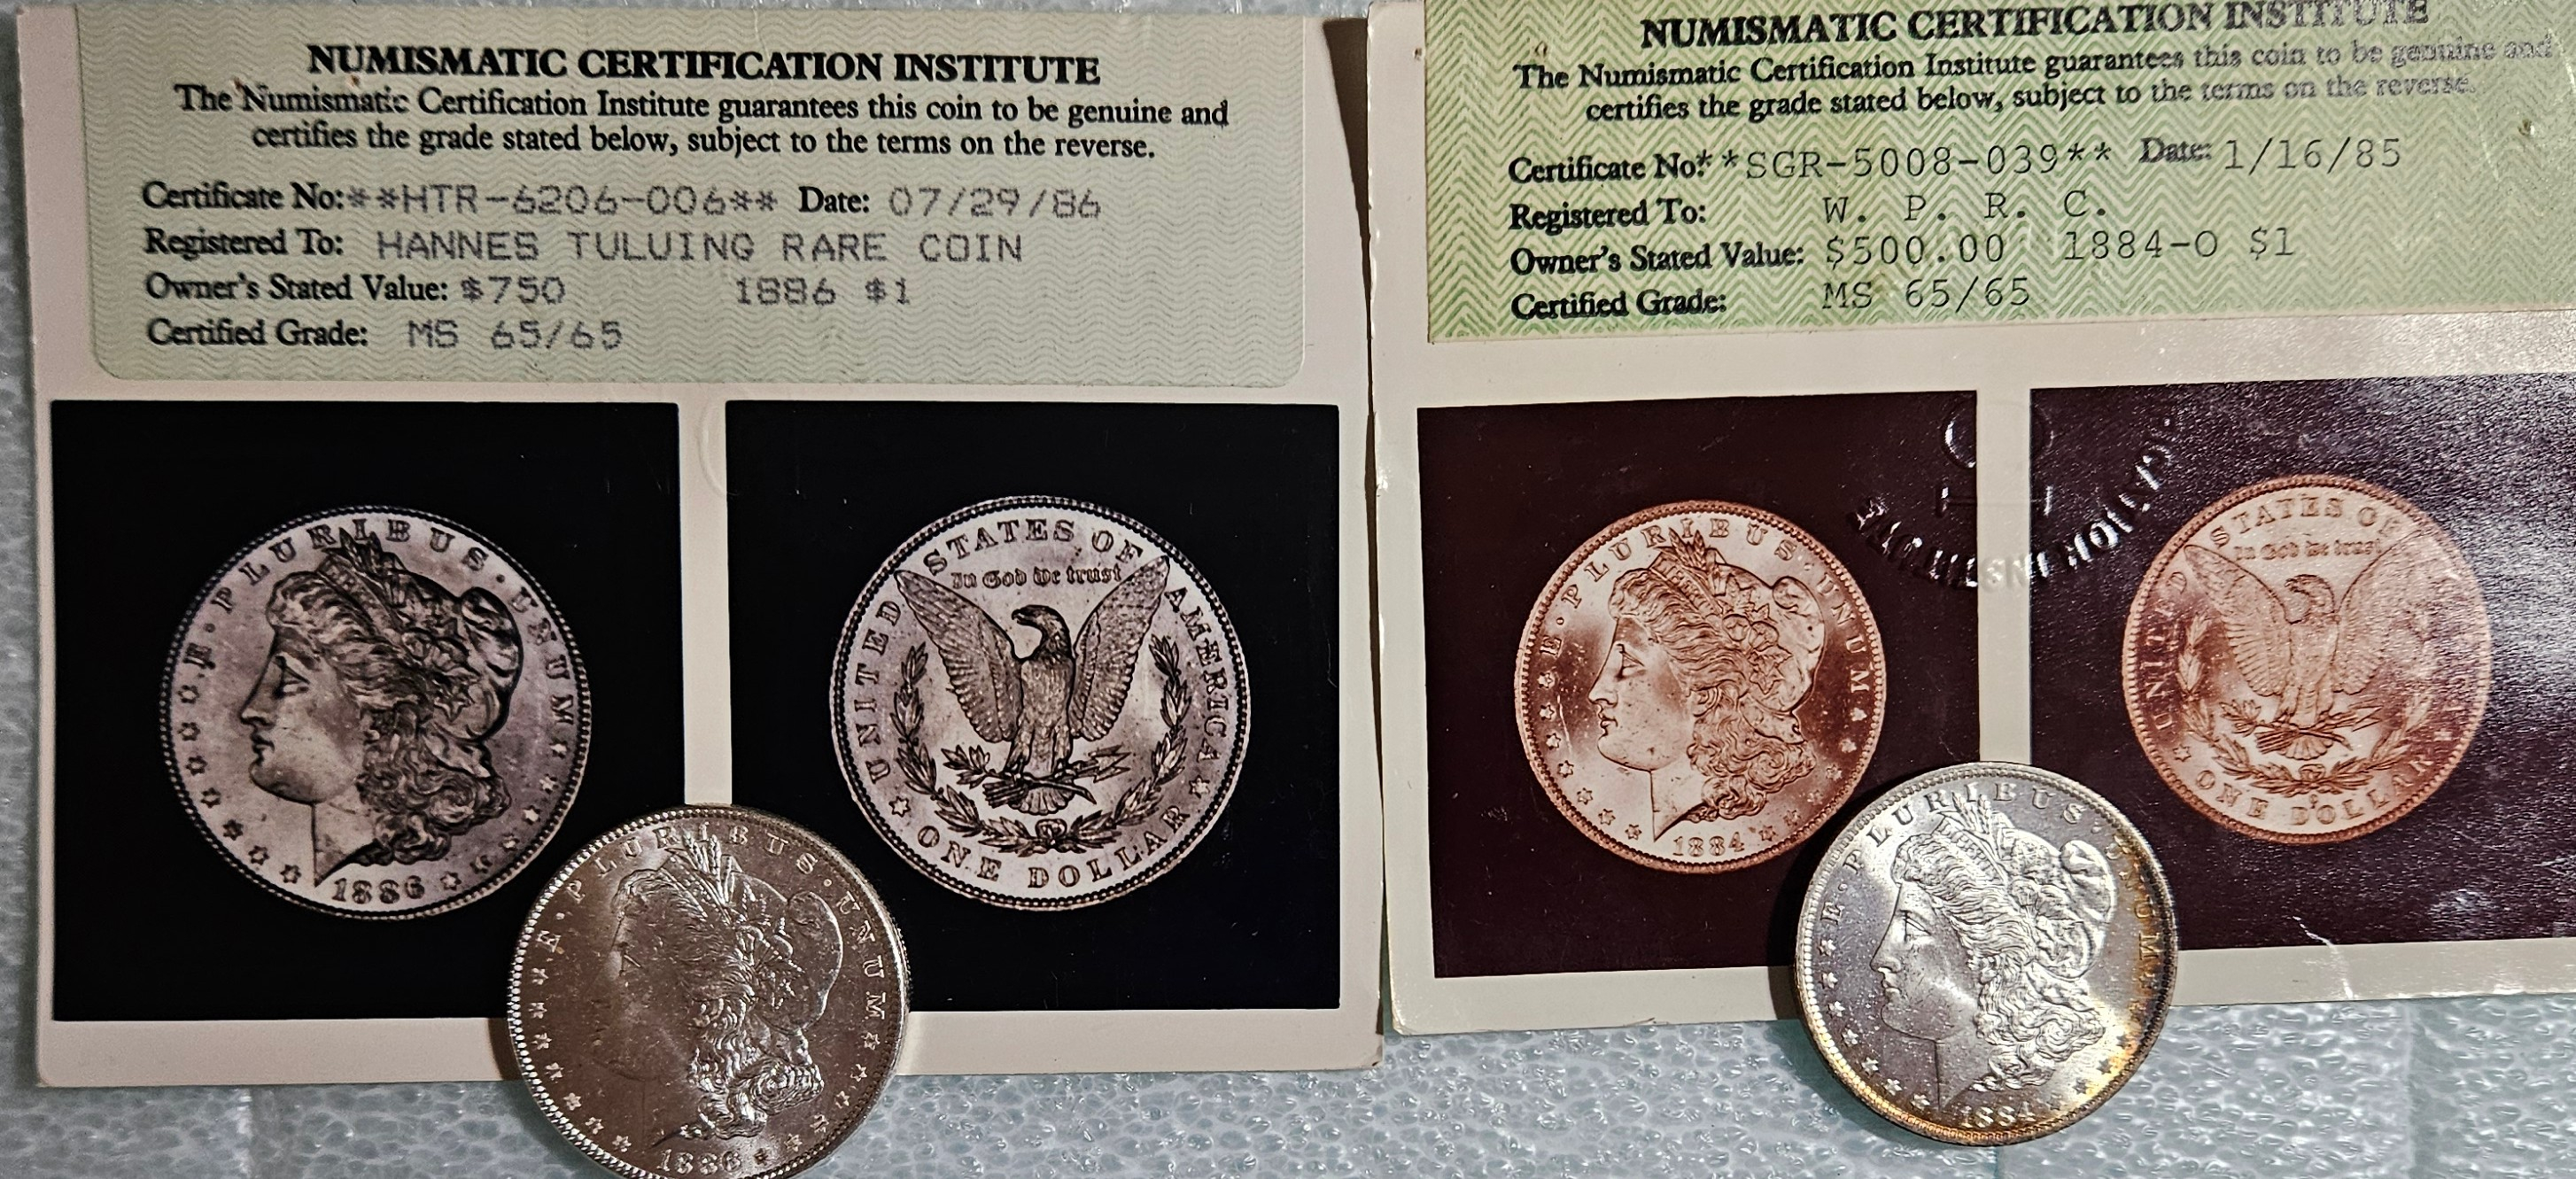 NUMISMATIC CERTIFICATION INSTITUTE
The Numismatic Certification Institute guarantees this coin to be genuine and
certifies the grade stated below, subject to the terms on the reverse.
Certificate No:**HTR-6206-006** Date: 07/29/86
Registered To: HANNES TULUING RARE COIN
Owner's Stated Value: $750 1886 $1
Certified Grade: MS 65/65
E·PLURIBUS·UNUM
1886
UNITED STATES OF AMERICA
In God we trust
ONE DOLLAR
E·PLURIBUS·UNUM
1886
NUMISMATIC CERTIFICATION INSTITUTE
The Numismatic Certification Institute guarantees this coin to be genuine and
certifies the grade stated below, subject to the terms on the reverse.
Certificate No:**SGR-5008-039** Date: 1/16/85
Registered To: W. P. R. C.
Owner's Stated Value: $500.00 1884-O $1
Certified Grade: MS 65/65
E·PLURIBUS·UNUM
1884
UNITED STATES OF
In God we trust
ONE DOLLAR
E·PLURIBUS·UNUM
1884